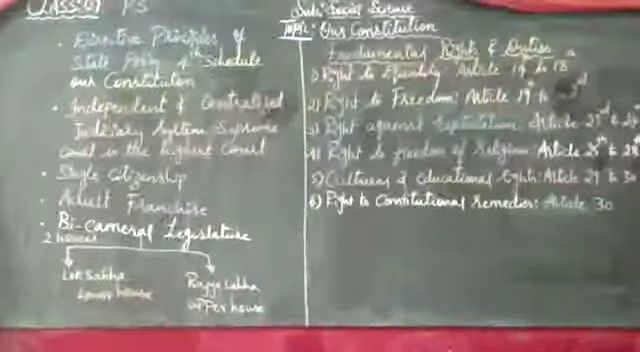 CLASS: 6th PS
• Directive Principles of
State Policy 4th Schedule
our Constitution
• Independent & Centralized
Judiciary System Supreme
court is the highest court
• Single citizenship
• Adult Franchise
• Bi-cameral Legislature
2 houses
Lok Sabha
Lower house
Rajya sabha
upper house
Sub: Social Science
Topic: Our Constitution
Fundamental Rights & Duties
1) Right to Equality Article 14 to 18
2) Right to Freedom: Article 19 to
3) Right against Exploitation: Article 23rd &
4) Right to freedom of religion: Article & 28th
5) Cultural & educational rights: Article 29 to 30
6) Right to Constitutional remedies: Article 30